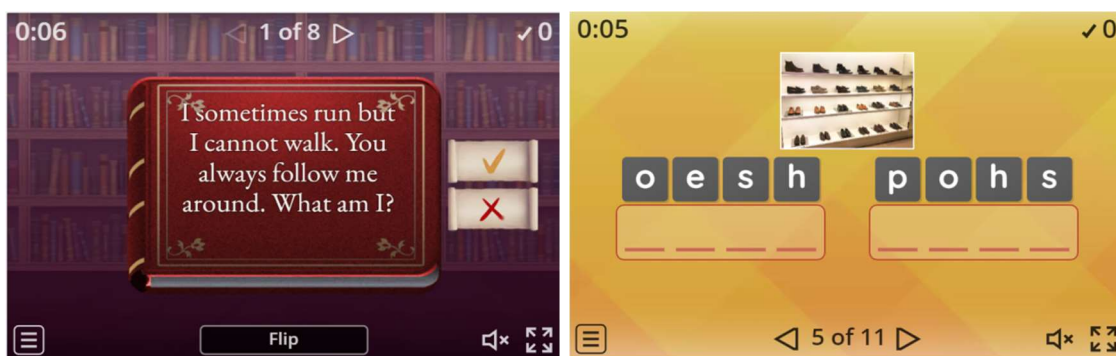 0:06
1 of 8
0
I sometimes run but
I cannot walk. You
always follow me
around. What am I?
Flip
0:05
0
o e s h
p o h s
5 of 11